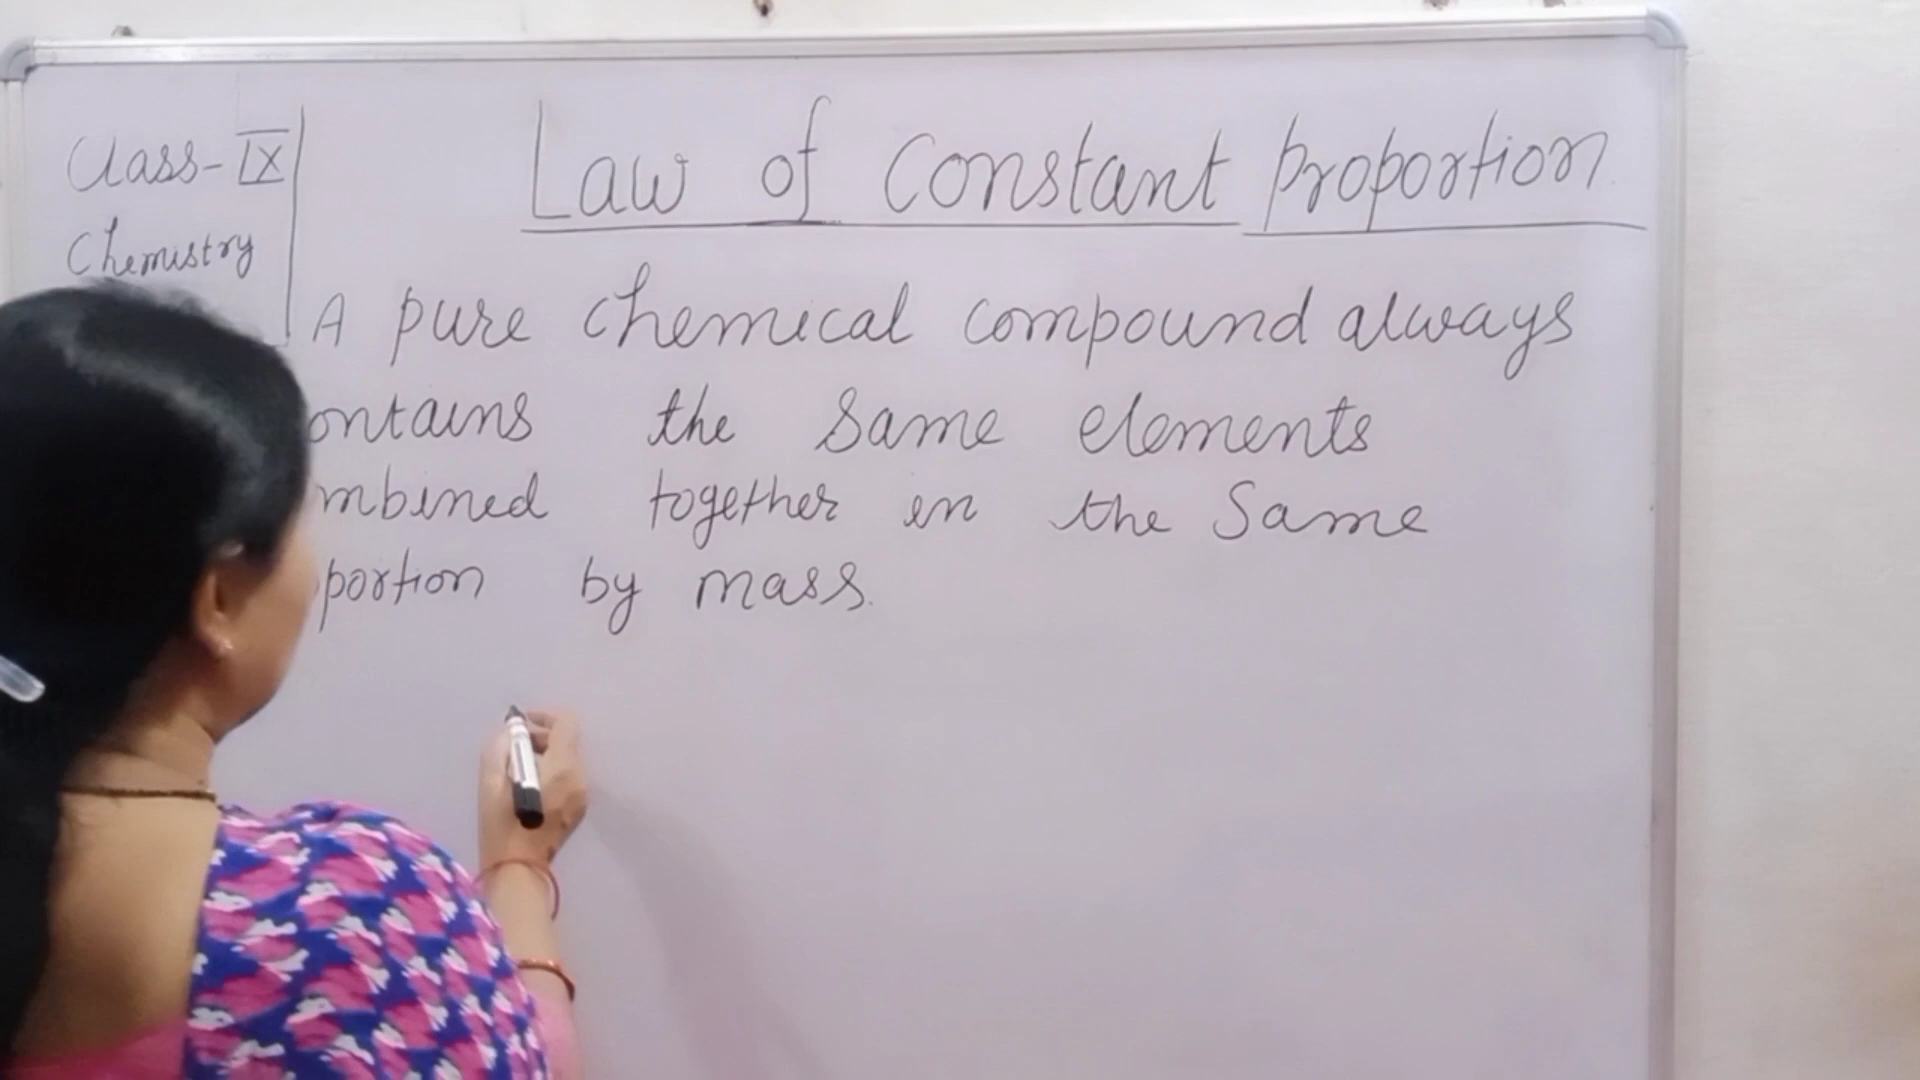 Class-IX
Chemistry
Law of Constant Proportion
A pure chemical compound always
ontains the same elements
mbined together in the same
portion by mass.